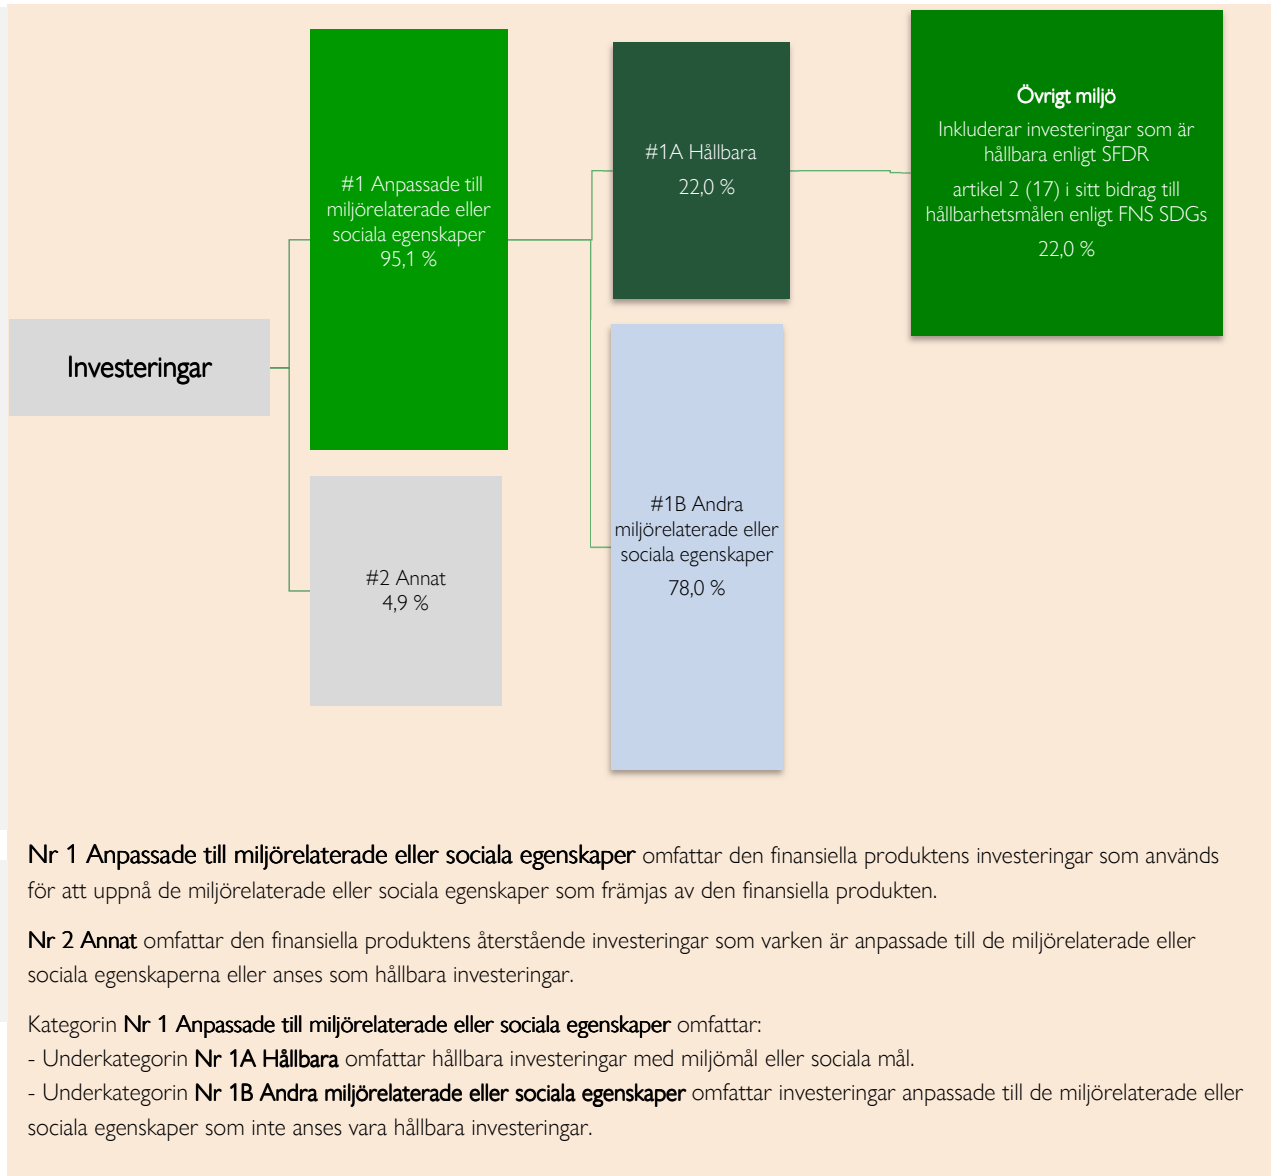 Investeringar
#1 Anpassade till
miljörelaterade eller
sociala egenskaper
95,1 %
#2 Annat
4,9 %
#1A Hållbara
22,0 %
#1B Andra
miljörelaterade eller
sociala egenskaper
78,0 %
Övrigt miljö
Inkluderar investeringar som är
hållbara enligt SFDR
artikel 2 (17) i sitt bidrag till
hållbarhetsmålen enligt FNS SDGs
22,0 %
Nr 1 Anpassade till miljörelaterade eller sociala egenskaper omfattar den finansiella produktens investeringar som används
för att uppnå de miljörelaterade eller sociala egenskaper som främjas av den finansiella produkten.
Nr 2 Annat omfattar den finansiella produktens återstående investeringar som varken är anpassade till de miljörelaterade eller
sociala egenskaperna eller anses som hållbara investeringar.
Kategorin Nr 1 Anpassade till miljörelaterade eller sociala egenskaper omfattar:
- Underkategorin Nr 1A Hållbara omfattar hållbara investeringar med miljömål eller sociala mål.
- Underkategorin Nr 1B Andra miljörelaterade eller sociala egenskaper omfattar investeringar anpassade till de miljörelaterade eller
sociala egenskaper som inte anses vara hållbara investeringar.